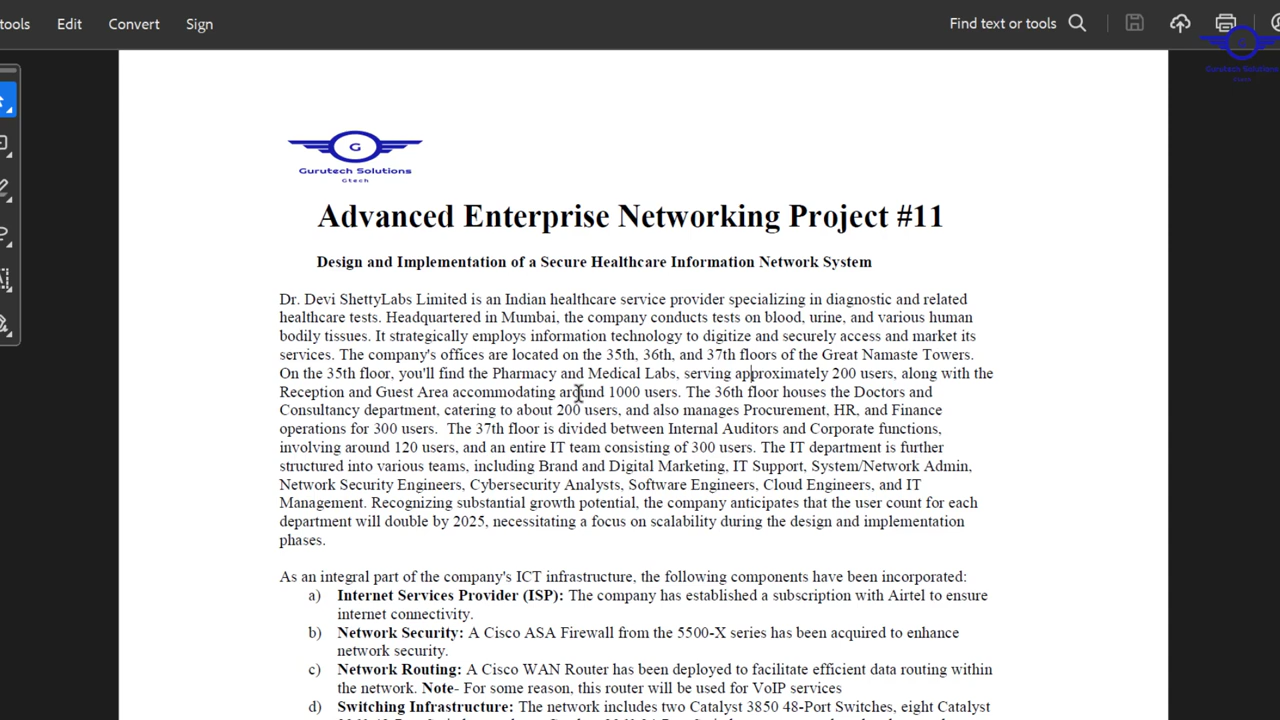 tools Edit Convert Sign Find text or tools
G
Gurutech Solutions
Gtech
G
Gurutech Solutions
Gtech
Advanced Enterprise Networking Project #11
Design and Implementation of a Secure Healthcare Information Network System
Dr. Devi ShettyLabs Limited is an Indian healthcare service provider specializing in diagnostic and related
healthcare tests. Headquartered in Mumbai, the company conducts tests on blood, urine, and various human
bodily tissues. It strategically employs information technology to digitize and securely access and market its
services. The company's offices are located on the 35th, 36th, and 37th floors of the Great Namaste Towers.
On the 35th floor, you'll find the Pharmacy and Medical Labs, serving approximately 200 users, along with the
Reception and Guest Area accommodating around 1000 users. The 36th floor houses the Doctors and
Consultancy department, catering to about 200 users, and also manages Procurement, HR, and Finance
operations for 300 users. The 37th floor is divided between Internal Auditors and Corporate functions,
involving around 120 users, and an entire IT team consisting of 300 users. The IT department is further
structured into various teams, including Brand and Digital Marketing, IT Support, System/Network Admin,
Network Security Engineers, Cybersecurity Analysts, Software Engineers, Cloud Engineers, and IT
Management. Recognizing substantial growth potential, the company anticipates that the user count for each
department will double by 2025, necessitating a focus on scalability during the design and implementation
phases.
As an integral part of the company's ICT infrastructure, the following components have been incorporated:
a) Internet Services Provider (ISP): The company has established a subscription with Airtel to ensure
internet connectivity.
b) Network Security: A Cisco ASA Firewall from the 5500-X series has been acquired to enhance
network security.
c) Network Routing: A Cisco WAN Router has been deployed to facilitate efficient data routing within
the network. Note- For some reason, this router will be used for VoIP services
d) Switching Infrastructure: The network includes two Catalyst 3850 48-Port Switches, eight Catalyst